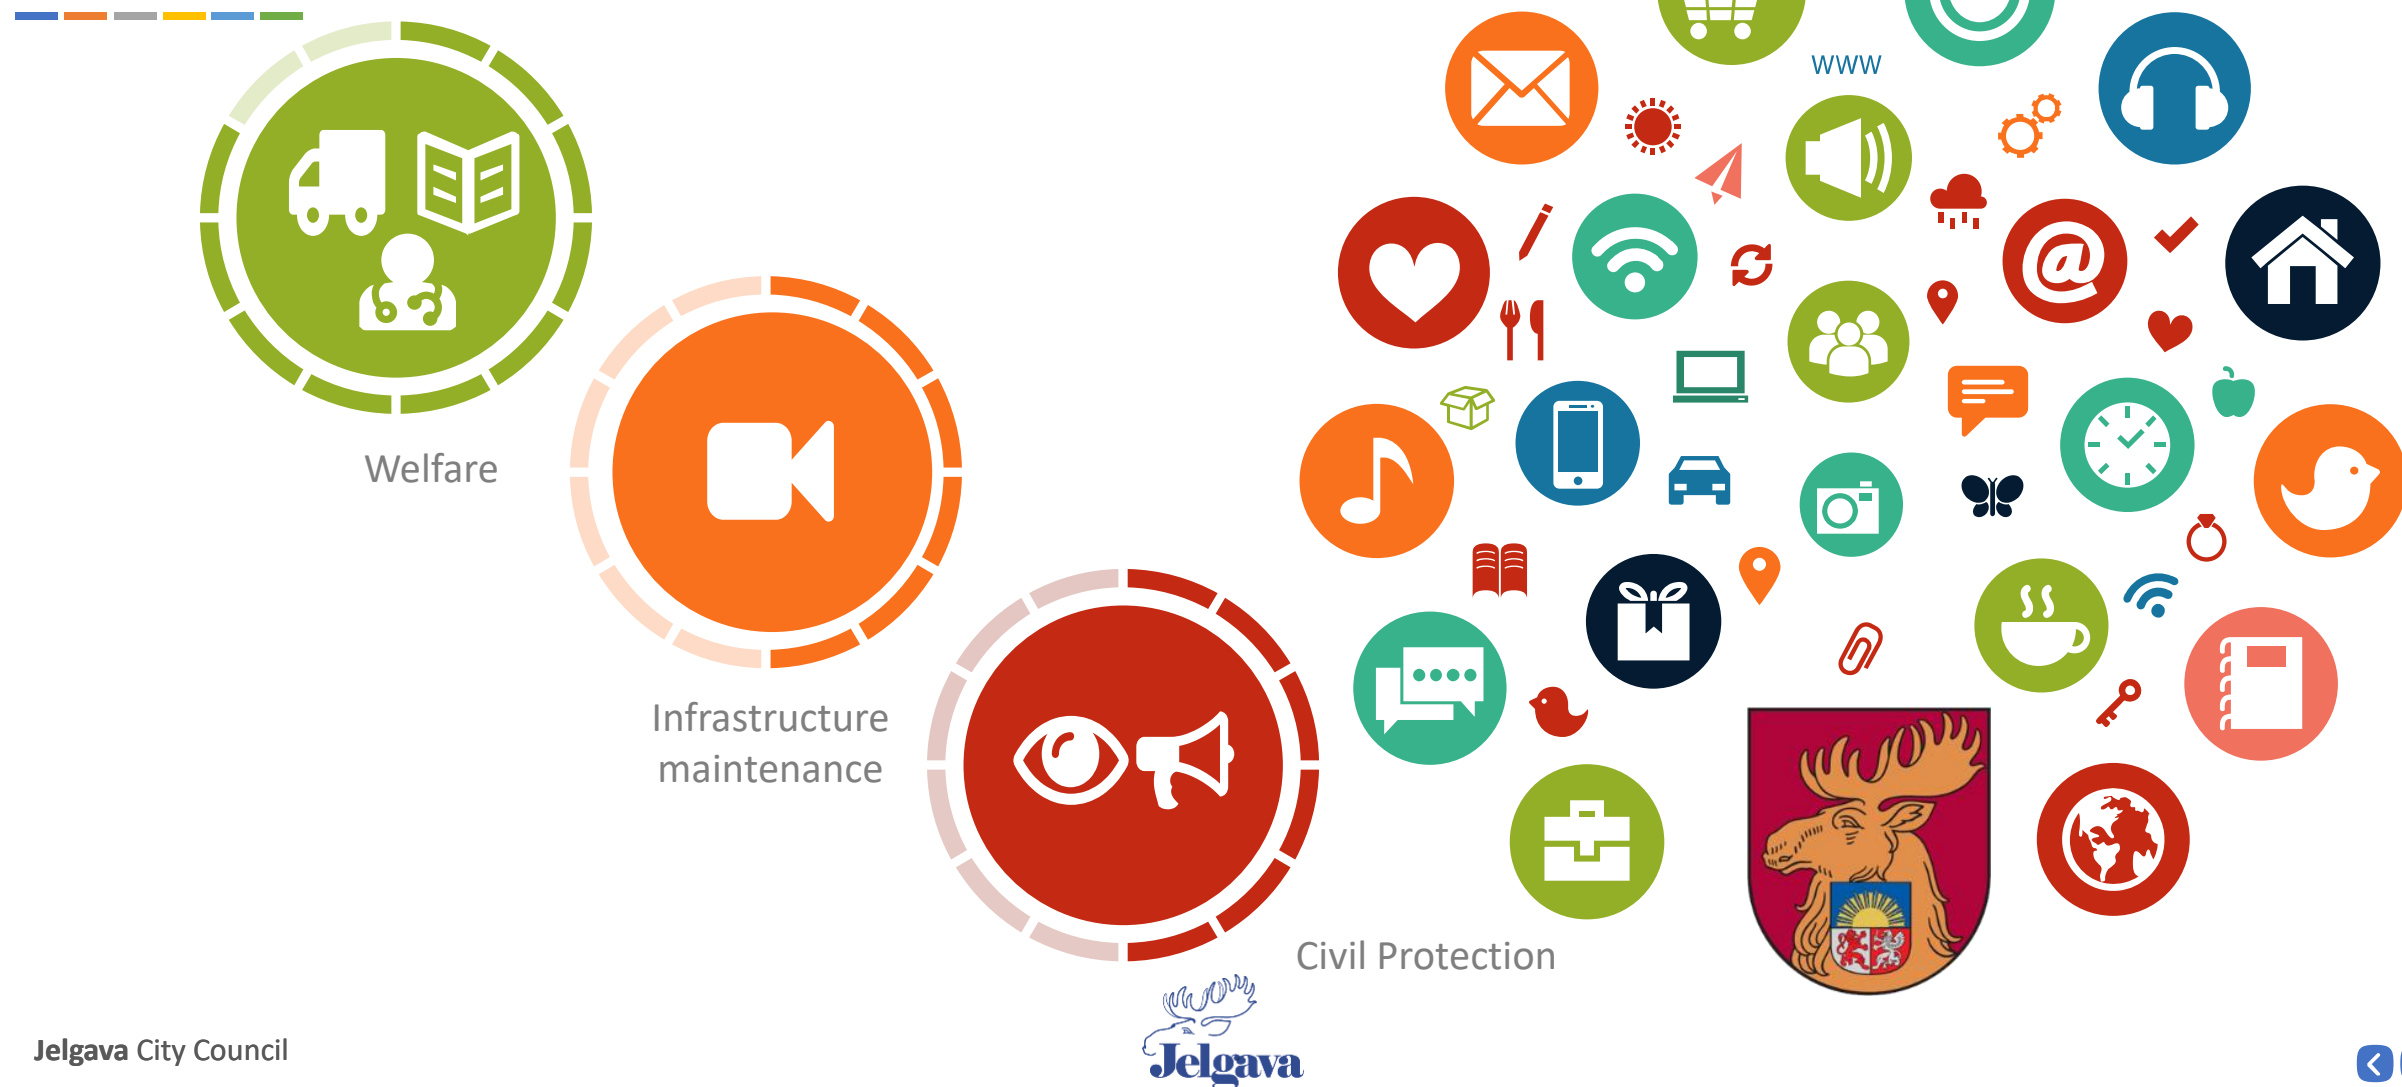 www
Welfare
Infrastructure
maintenance
Civil Protection
Jelgava City Council
Jelgava